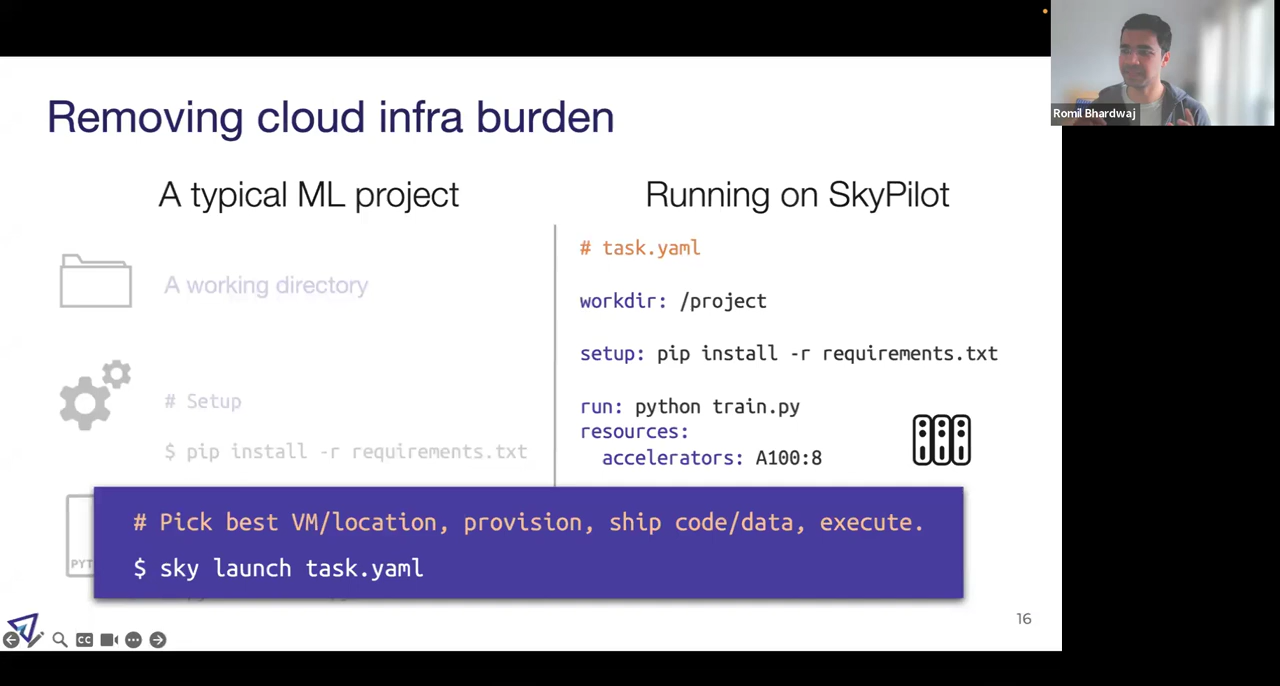 Romil Bhardwaj
Removing cloud infra burden
A typical ML project
A working directory
# Setup
$ pip install -r requirements.txt
PYT
Running on SkyPilot
# task.yaml
workdir: /project
setup: pip install -r requirements.txt
run: python train.py
resources:
accelerators: A100:8
# Pick best VM/location, provision, ship code/data, execute.
$ sky launch task.yaml
16
CC